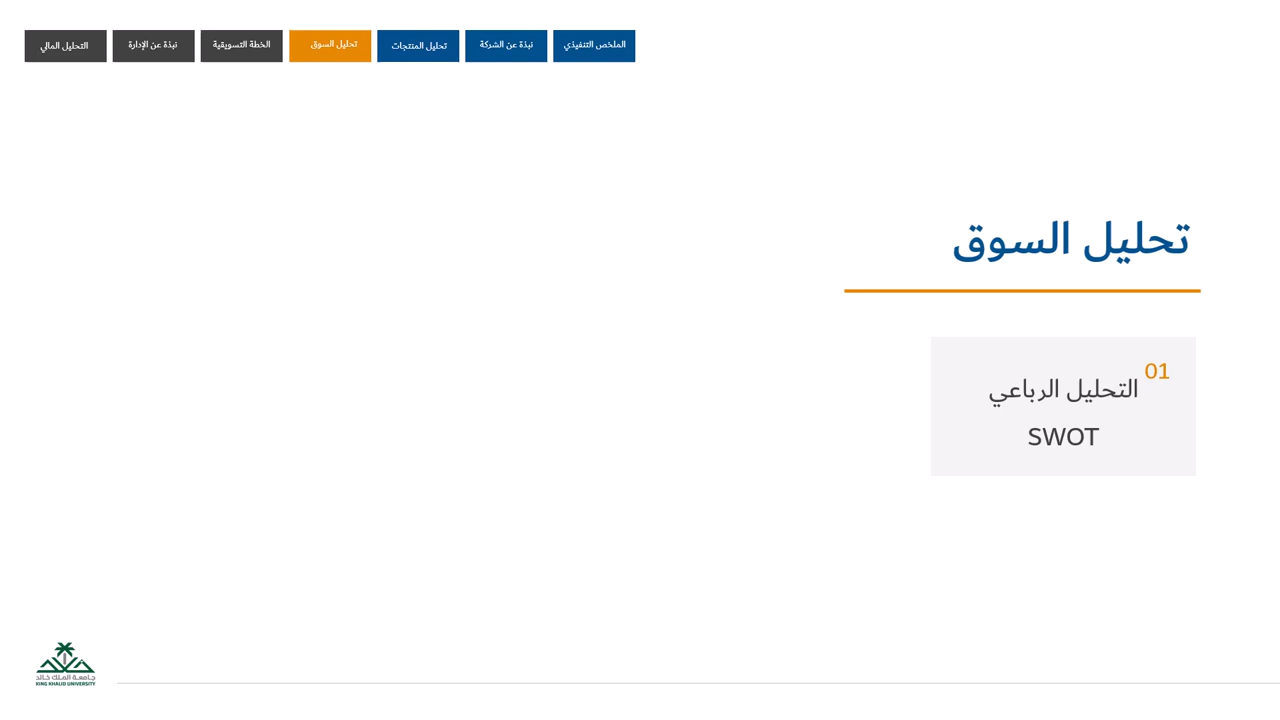 الملخص التنفيذي
نبذة عن الشركة
تحليل المنتجات
تحليل السوق
الخطة التسويقية
نبذة عن الإدارة
التحليل المالي
تحليل السوق
01
التحليل الرباعي
SWOT
جامعة الملك خالد
KING KHALID UNIVERSITY